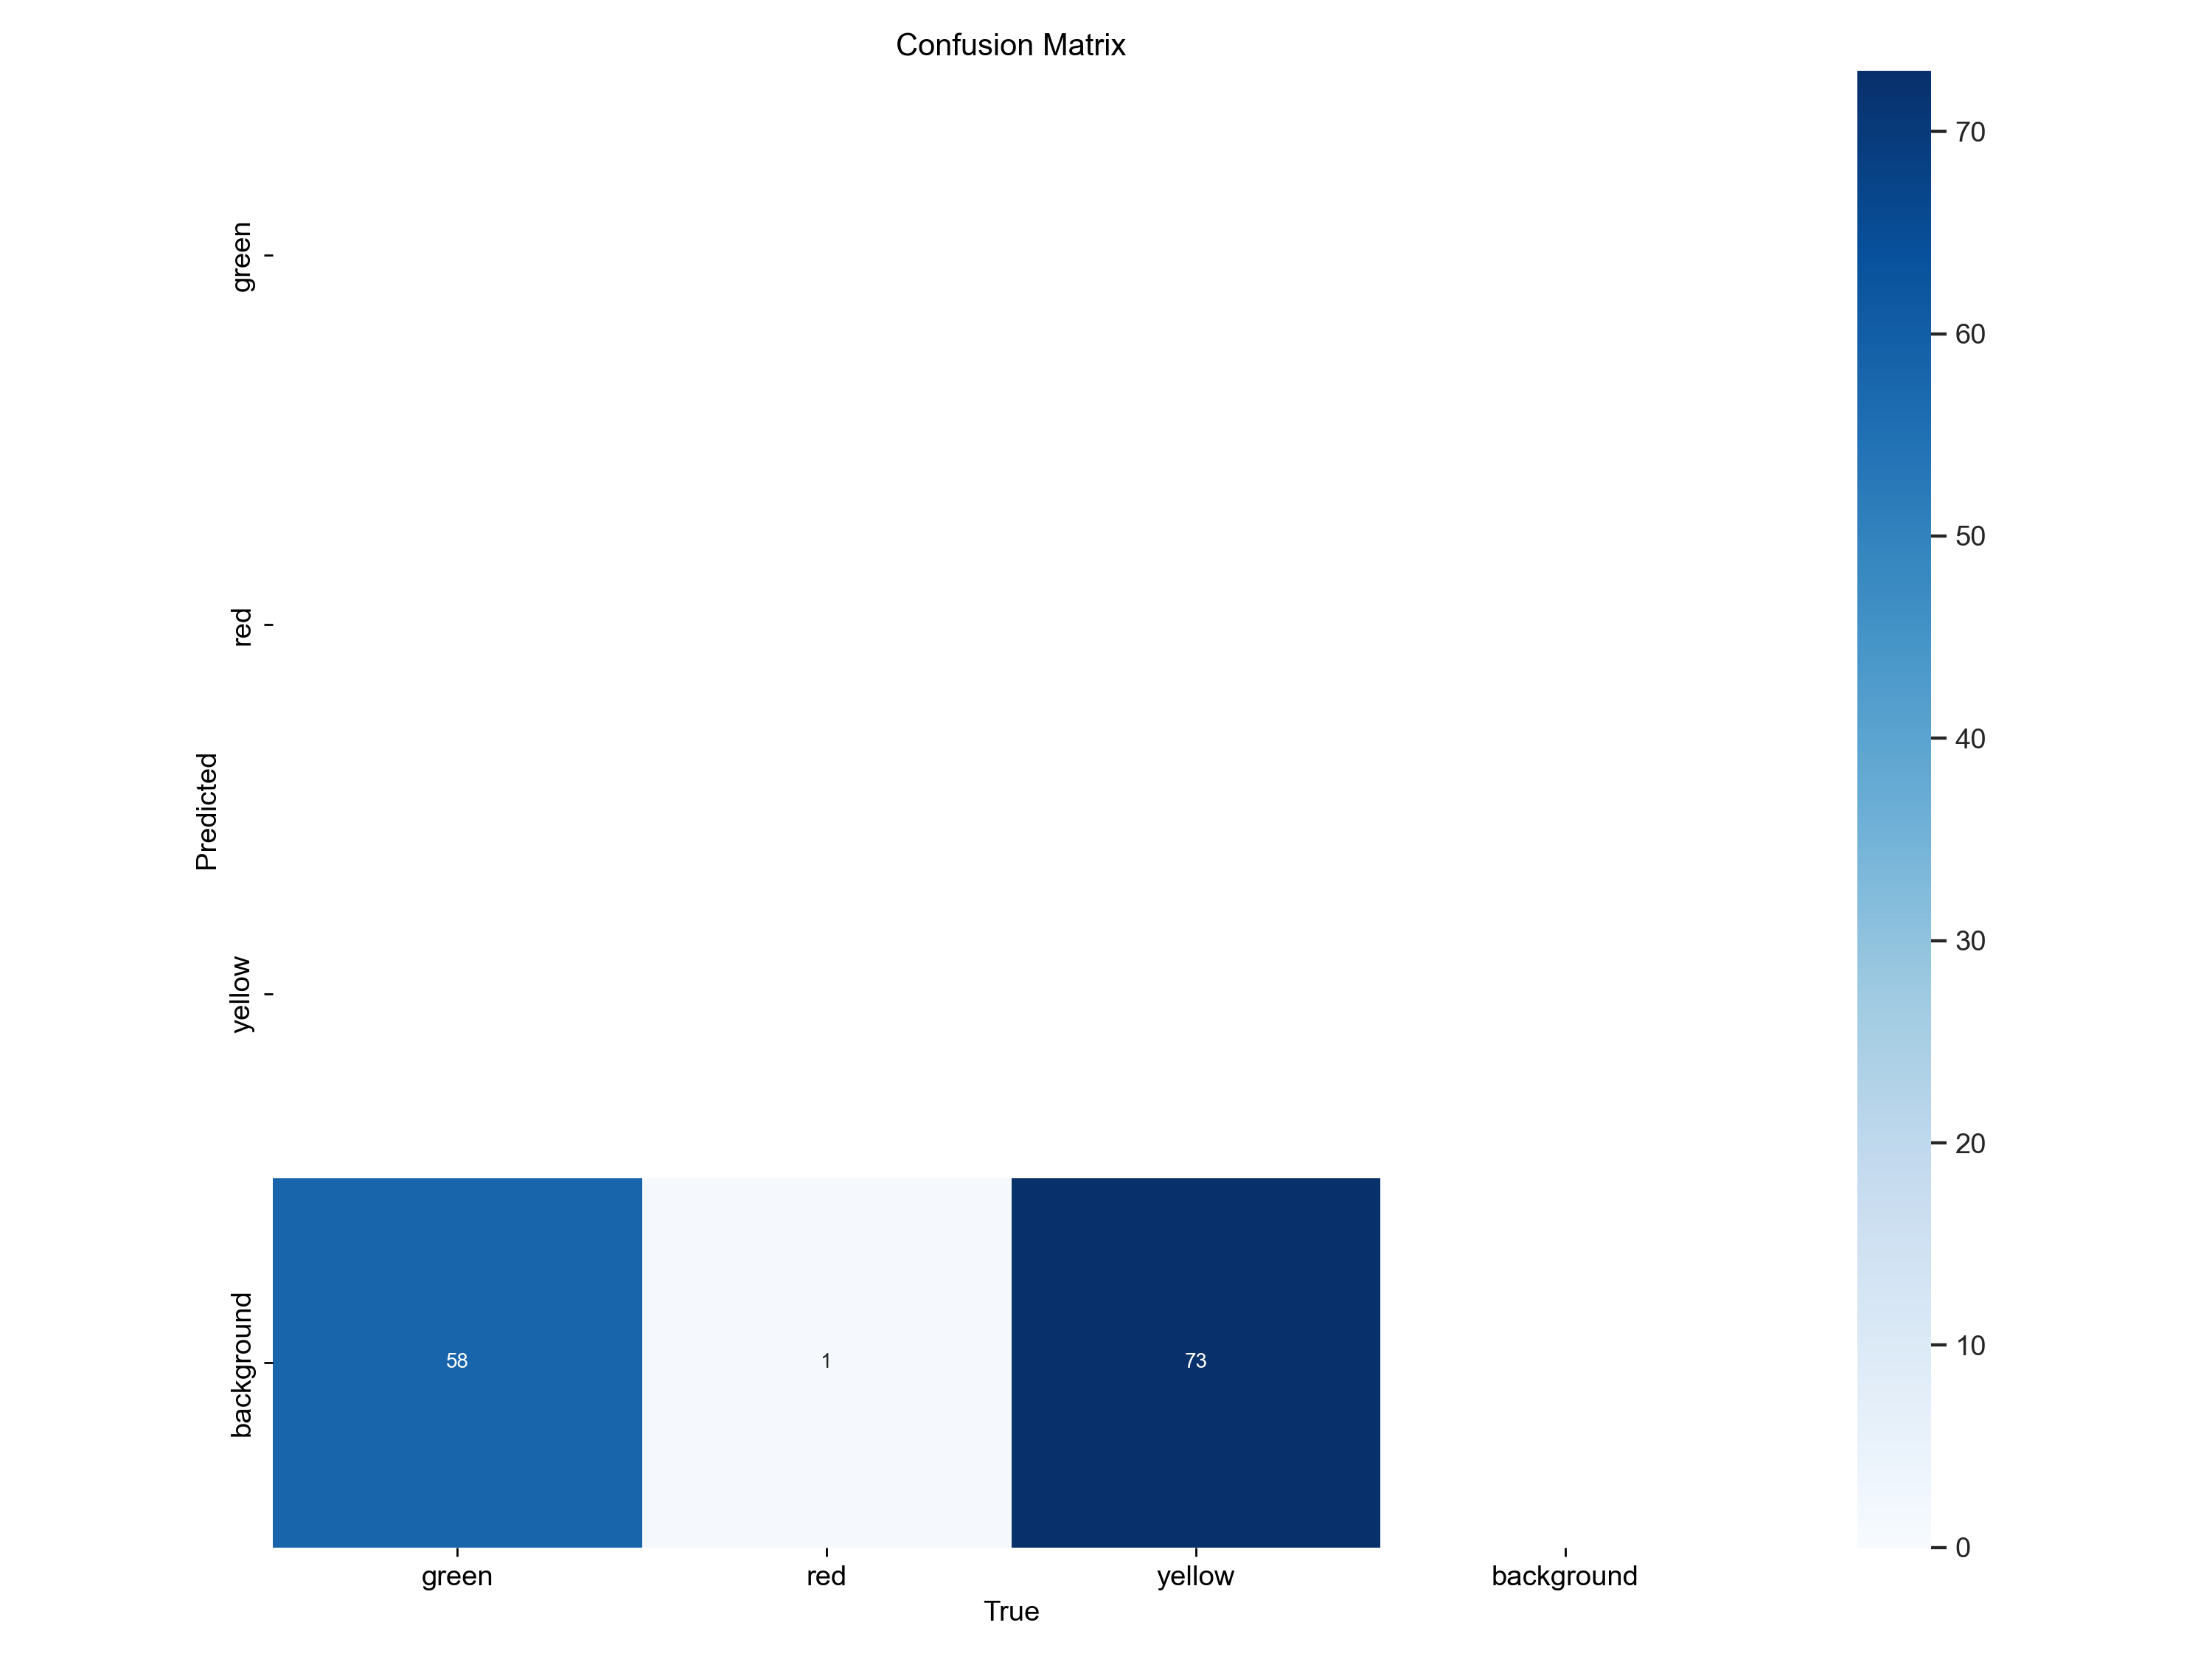 Confusion Matrix
green
red
yellow
background
Predicted
58
1
73
green
red
yellow
background
True
70
60
50
40
30
20
10
0